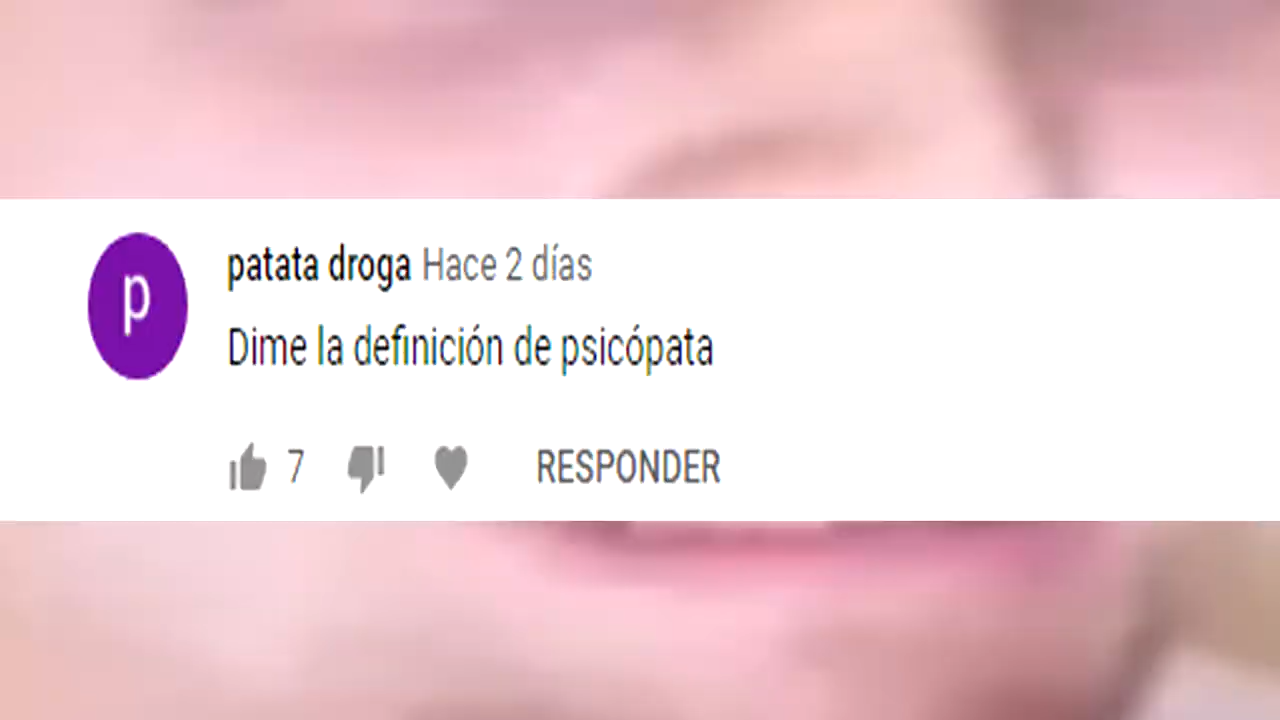 p
patata droga Hace 2 días
Dime la definición de psicópata
7 RESPONDER